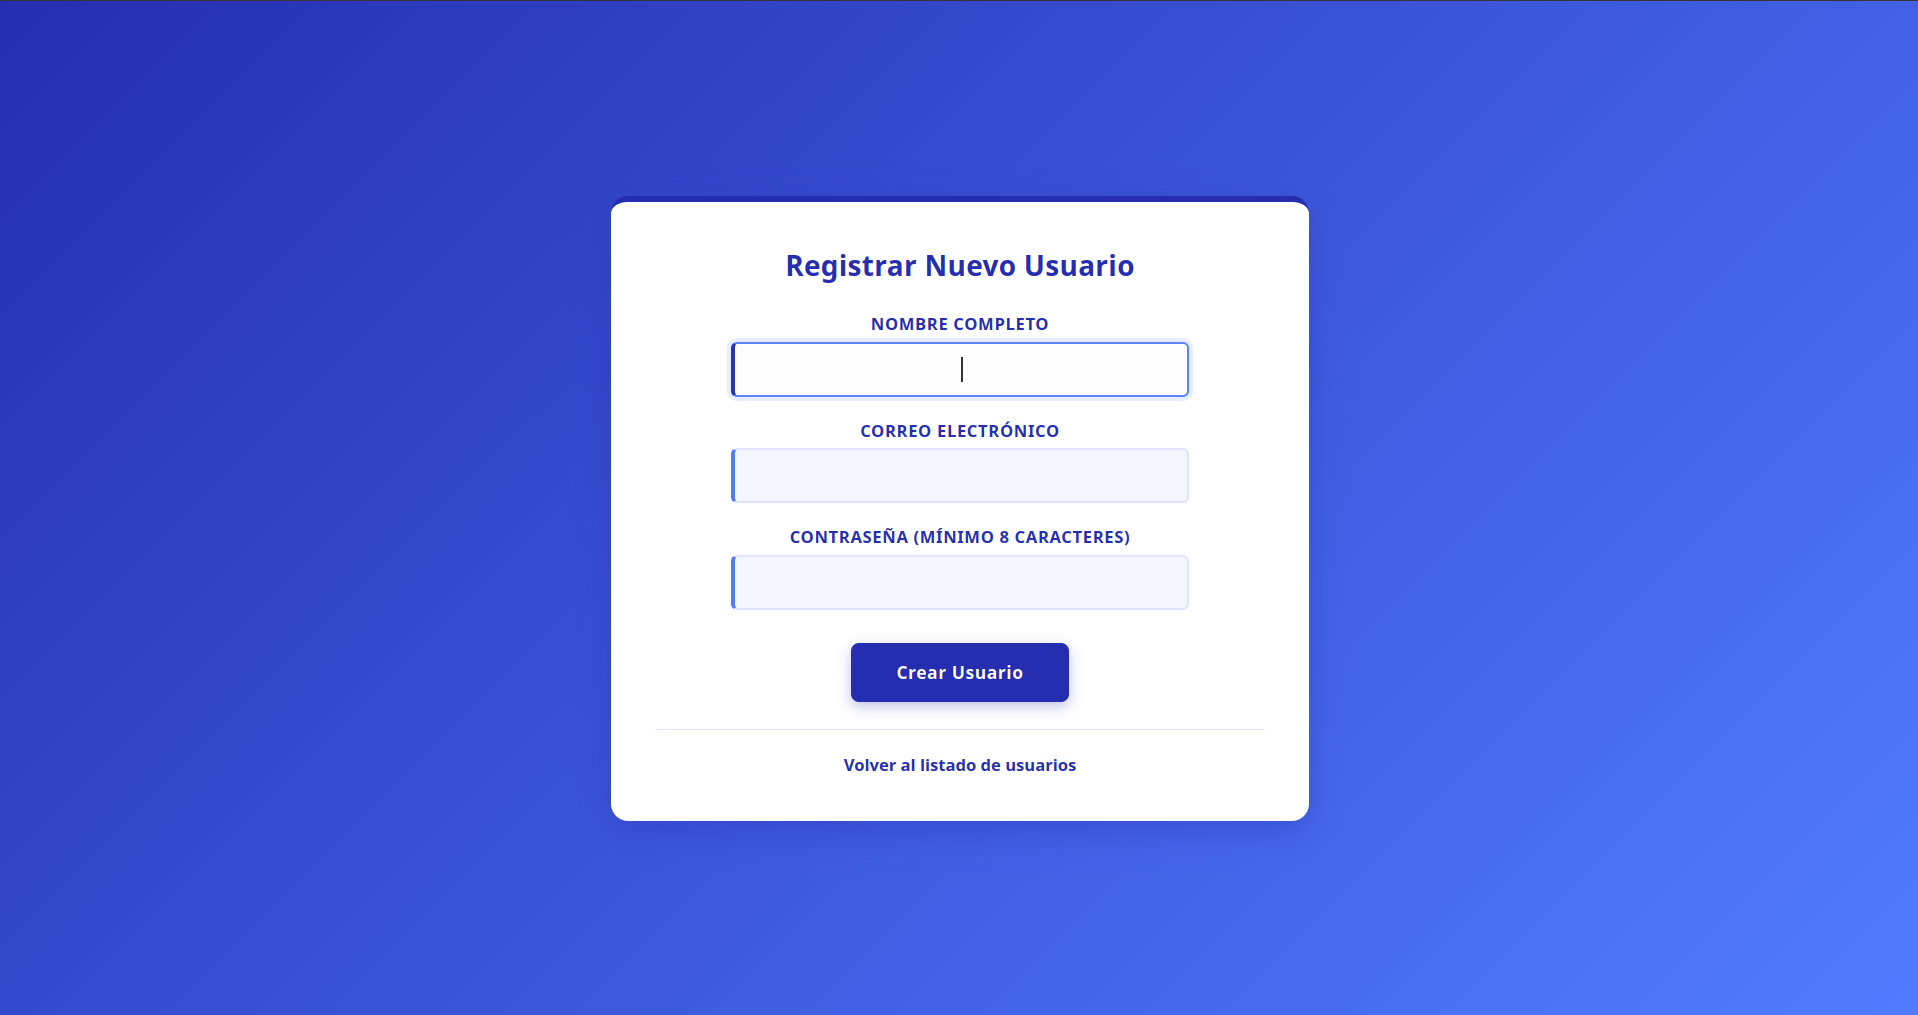 Registrar Nuevo Usuario
NOMBRE COMPLETO
CORREO ELECTRÓNICO
CONTRASEÑA (MÍNIMO 8 CARACTERES)
Crear Usuario
Volver al listado de usuarios